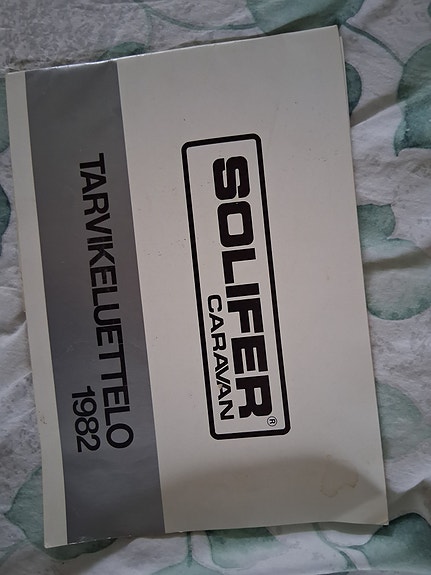 SOLIFER®
CARAVAN
TARVIKELUETTELO
1982